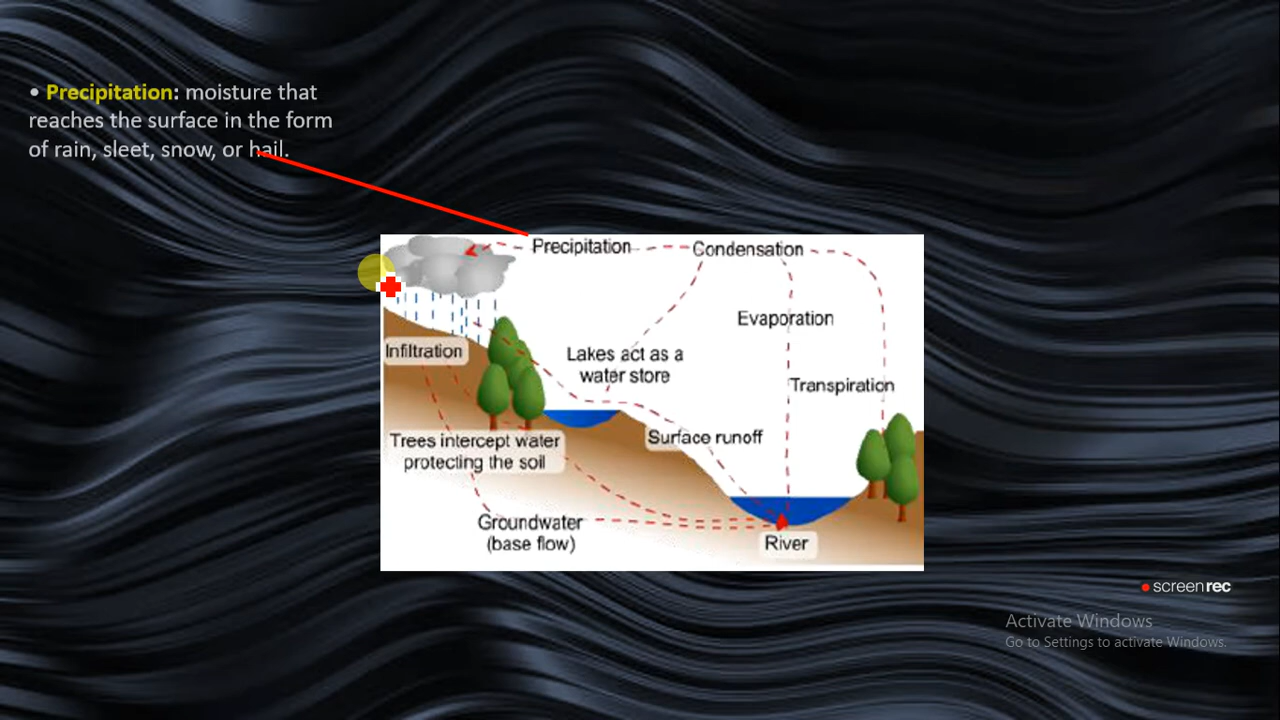 • Precipitation: moisture that
reaches the surface in the form
of rain, sleet, snow, or hail.
Precipitation
Condensation
Evaporation
Infiltration
Lakes act as a
water store
Transpiration
Trees intercept water
protecting the soil
Surface runoff
Groundwater
(base flow)
River
screenrec
Activate Windows
Go to Settings to activate Windows.